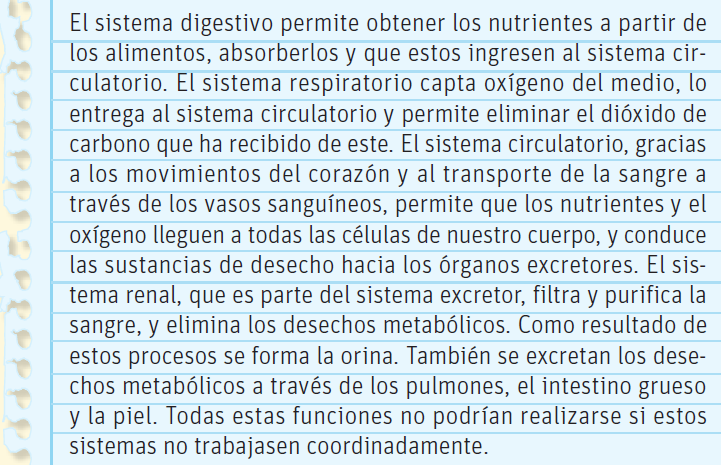 El sistema digestivo permite obtener los nutrientes a partir de
los alimentos, absorberlos y que estos ingresen al sistema cir-
culatorio. El sistema respiratorio capta oxígeno del medio, lo
entrega al sistema circulatorio y permite eliminar el dióxido de
carbono que ha recibido de este. El sistema circulatorio, gracias
a los movimientos del corazón y al transporte de la sangre a
través de los vasos sanguíneos, permite que los nutrientes y el
oxígeno lleguen a todas las células de nuestro cuerpo, y conduce
las sustancias de desecho hacia los órganos excretores. El sis-
tema renal, que es parte del sistema excretor, filtra y purifica la
sangre, y elimina los desechos metabólicos. Como resultado de
estos procesos se forma la orina. También se excretan los dese-
chos metabólicos a través de los pulmones, el intestino grueso
y la piel. Todas estas funciones no podrían realizarse si estos
sistemas no trabajasen coordinadamente.